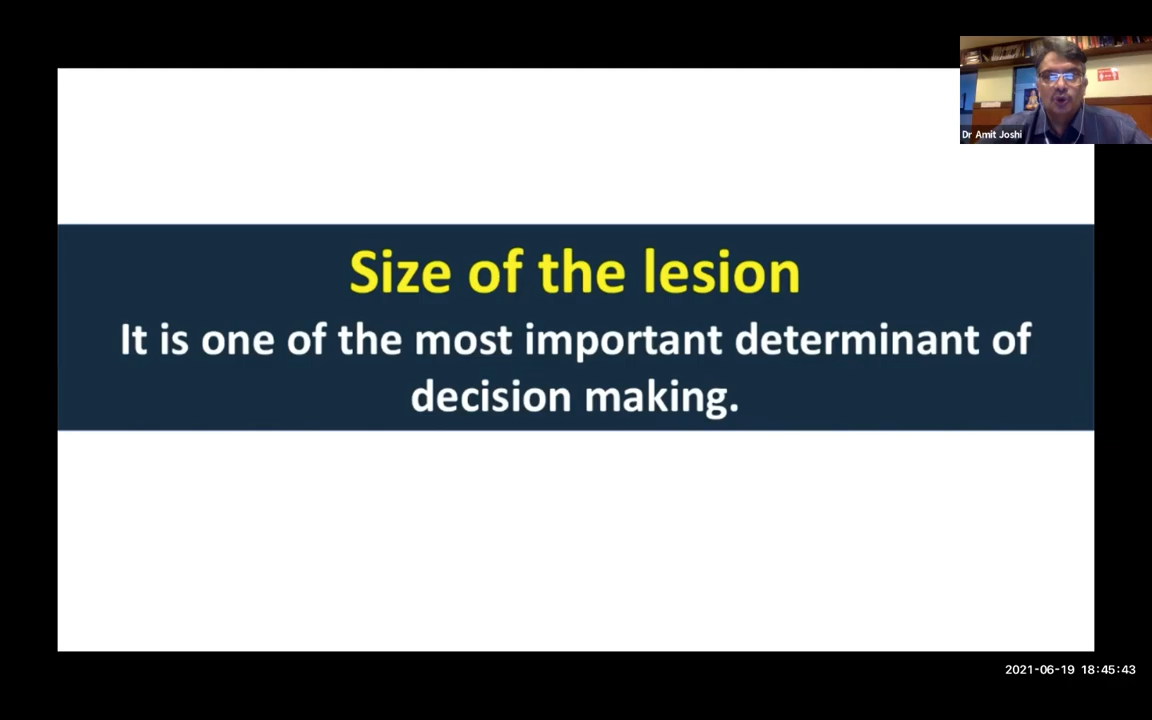 Dr Amit Joshi
Size of the lesion
It is one of the most important determinant of
decision making.
2021-06-19 18:45:43